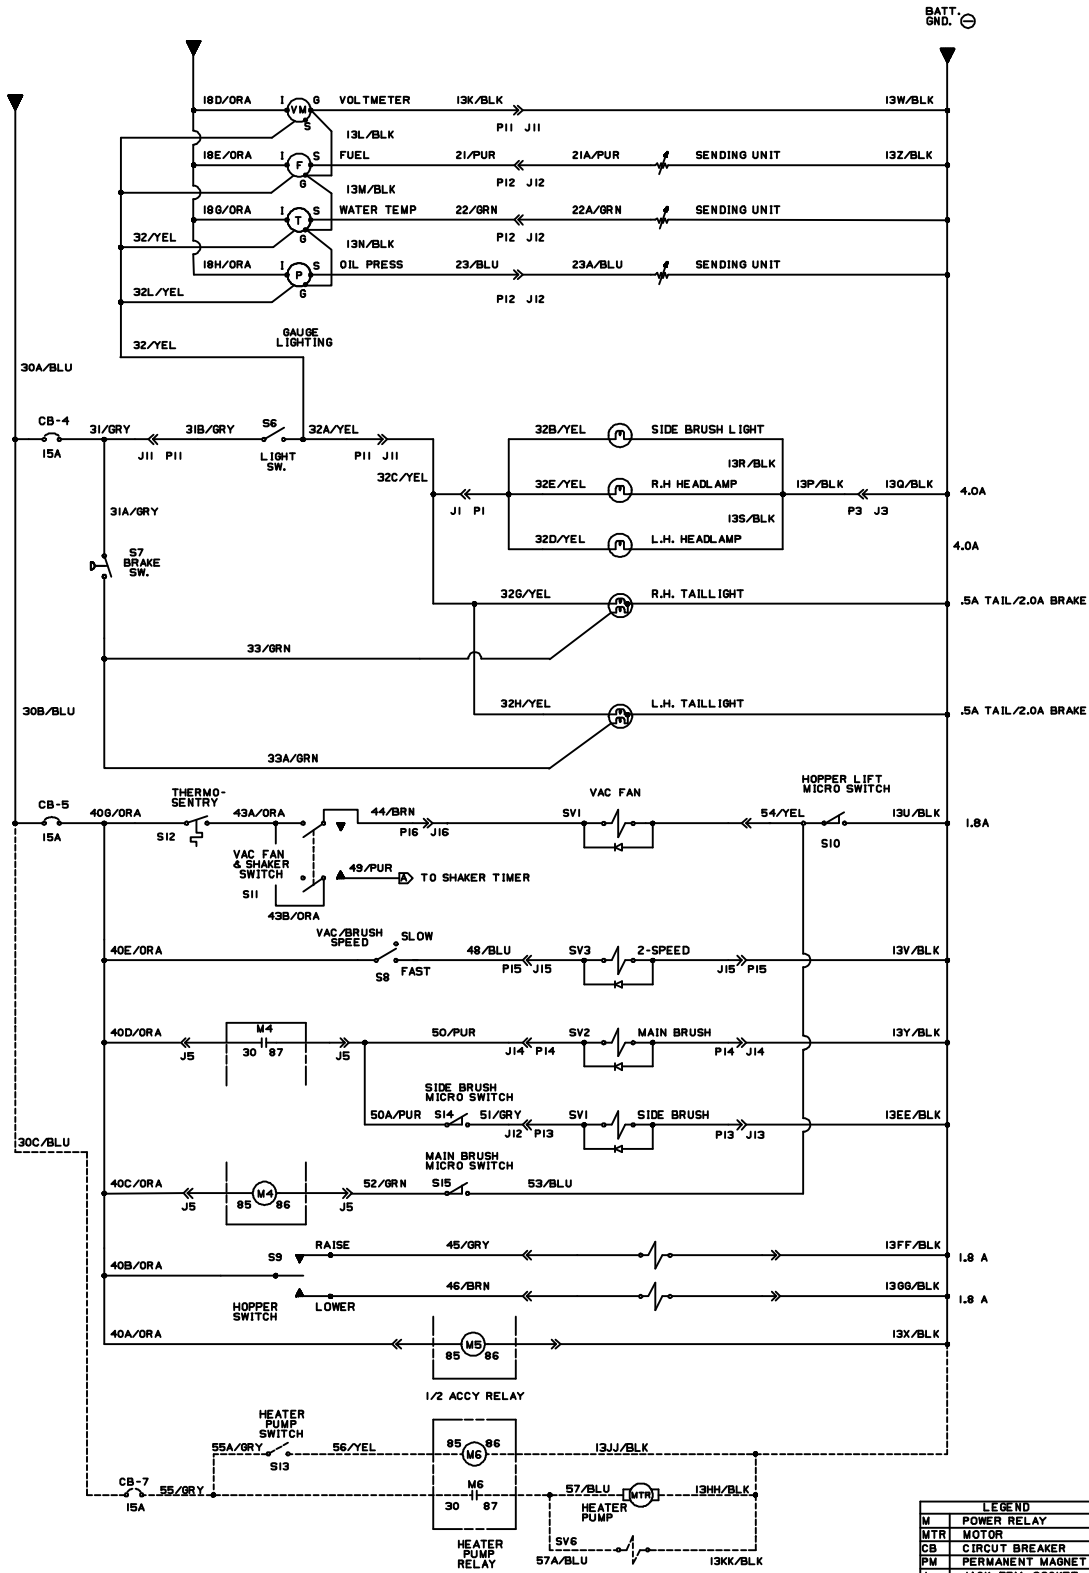 BATT.
GND.
18D/ORA I VM G VOLTMETER 13K/BLK 13W/BLK
S
P11 J11
13L/BLK
18E/ORA I F S FUEL 21/PUR 21A/PUR SENDING UNIT 13Z/BLK
G
P12 J12
13M/BLK
18G/ORA I T S WATER TEMP 22/GRN 22A/GRN SENDING UNIT
32/YEL G P12 J12
13N/BLK
18H/ORA I P S OIL PRESS 23/BLU 23A/BLU SENDING UNIT
32L/YEL G P12 J12
GAUGE
LIGHTING
32/YEL
30A/BLU
CB-4 31/GRY 31B/GRY S6 32A/YEL 32B/YEL SIDE BRUSH LIGHT
15A J11 P11 LIGHT
SW. P11 J11
13R/BLK
32C/YEL 32E/YEL R.H HEADLAMP 13P/BLK 13Q/BLK 4.0A
J1 P1 P3 J3
31A/GRY 13S/BLK
32D/YEL L.H. HEADLAMP 4.0A
S7
BRAKE
SW.
32G/YEL R.H. TAILLIGHT .5A TAIL/2.0A BRAKE
33/GRN
30B/BLU 32H/YEL L.H. TAILLIGHT .5A TAIL/2.0A BRAKE
33A/GRN
CB-5 40G/ORA THERMO-
SENTRY 43A/ORA 44/BRN VAC FAN
SV1 54/YEL HOPPER LIFT
MICRO SWITCH 13U/BLK 1.8A
15A S12 P16 J16 S10
VAC FAN
& SHAKER
SWITCH
S11
49/PUR A TO SHAKER TIMER
43B/ORA
VAC/BRUSH
SPEED SLOW
40E/ORA S8 FAST 48/BLU SV3 2-SPEED 13V/BLK
P15 J15 J15 P15
40D/ORA M4 50/PUR SV2 MAIN BRUSH 13Y/BLK
J5 30 87 J5 J14 P14 P14 J14
SIDE BRUSH
MICRO SWITCH
50A/PUR S14 51/GRY SV1 SIDE BRUSH 13EE/BLK
J12 P13 P13 J13
30C/BLU
MAIN BRUSH
MICRO SWITCH
40C/ORA M4 52/GRN S15 53/BLU
J5 85 86 J5
S9 RAISE 45/GRY 13FF/BLK 1.8 A
40B/ORA
HOPPER
SWITCH LOWER 46/BRN 13GG/BLK 1.8 A
40A/ORA M5 13X/BLK
85 86
1/2 ACCY RELAY
HEATER
PUMP
SWITCH
55A/GRY S13 56/YEL 85 M6 86 13JJ/BLK
CB-7 55/GRY M6 57/BLU MTR 13HH/BLK
15A 30 87 HEATER
PUMP
HEATER
PUMP
RELAY
SV6
57A/BLU 13KK/BLK
LEGEND
M POWER RELAY
MTR MOTOR
CB CIRCUT BREAKER
PM PERMANENT MAGNET